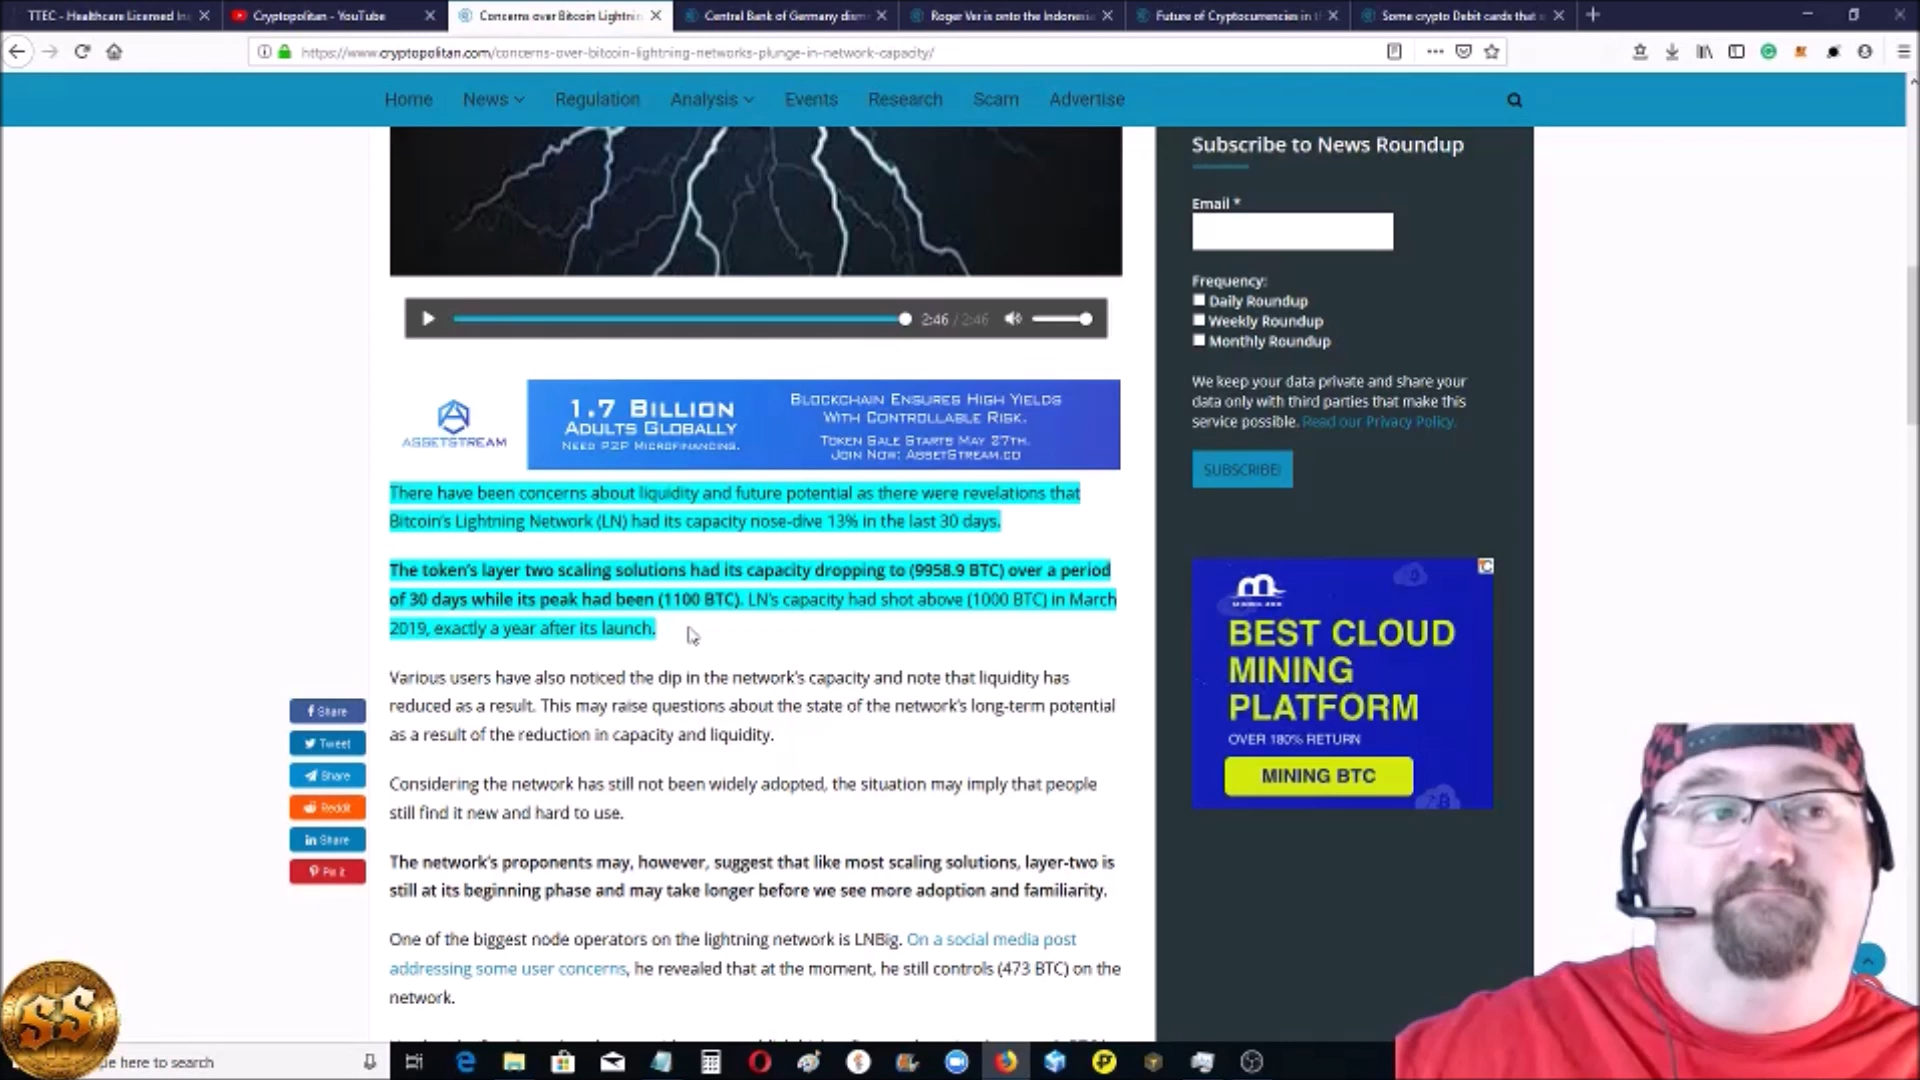 TTEC - Healthcare Licensed In
Cryptopolitan - YouTube
Concerns over Bitcoin Lightnin
Central Bank of Germany dism
Roger Ver is onto the Indonesia
Future of Cryptocurrencies in t
Some crypto Debit cards that
https://www.cryptopolitan.com/concerns-over-bitcoin-lightning-networks-plunge-in-network-capacity/
Home News Regulation Analysis Events Research Scam Advertise
2:46 / 2:46
ASSETSTREAM
1.7 BILLION
ADULTS GLOBALLY
NEED P2P MICROFINANCING.
BLOCKCHAIN ENSURES HIGH YIELDS
WITH CONTROLLABLE RISK.
TOKEN SALE STARTS MAY 27TH.
JOIN NOW: ASSETSTREAM.CO
There have been concerns about liquidity and future potential as there were revelations that
Bitcoin's Lightning Network (LN) had its capacity nose-dive 13% in the last 30 days.
The token's layer two scaling solutions had its capacity dropping to (9958.9 BTC) over a period
of 30 days while its peak had been (1100 BTC). LN's capacity had shot above (1000 BTC) in March
2019, exactly a year after its launch.
Various users have also noticed the dip in the network's capacity and note that liquidity has
reduced as a result. This may raise questions about the state of the network's long-term potential
as a result of the reduction in capacity and liquidity.
Considering the network has still not been widely adopted, the situation may imply that people
still find it new and hard to use.
The network's proponents may, however, suggest that like most scaling solutions, layer-two is
still at its beginning phase and may take longer before we see more adoption and familiarity.
One of the biggest node operators on the lightning network is LNBig. On a social media post
addressing some user concerns, he revealed that at the moment, he still controls (473 BTC) on the
network.
Share
Tweet
Share
Reddit
Share
Pin it
Subscribe to News Roundup
Email *
Frequency:
Daily Roundup
Weekly Roundup
Monthly Roundup
We keep your data private and share your
data only with third parties that make this
service possible. Read our Privacy Policy.
SUBSCRIBE!
BEST CLOUD
MINING
PLATFORM
OVER 180% RETURN
MINING BTC
SS
here to search